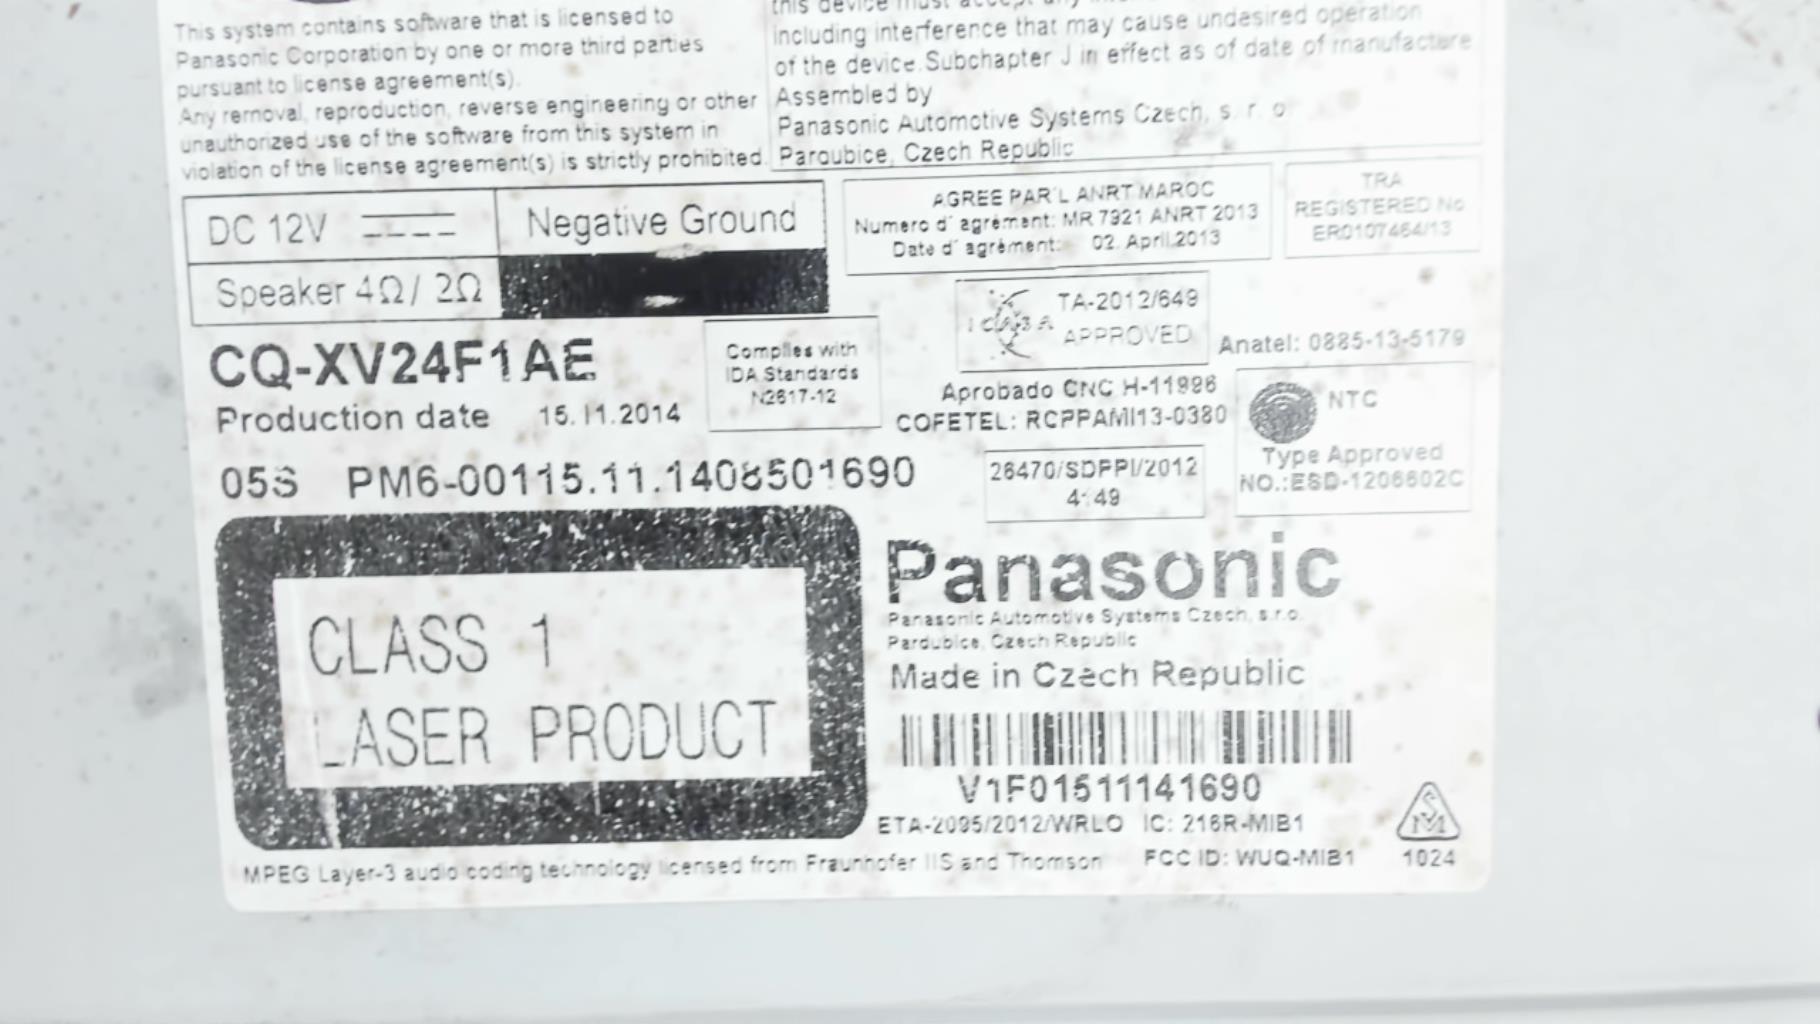 This system contains software that is licensed to
Panasonic Corporation by one or more third parties
pursuant to license agreement(s).
Any removal, reproduction, reverse engineering or other
unauthorized use of the software from this system in
violation of the license agreement(s) is strictly prohibited.
this device must accept any
including interference that may cause undesired operation
of the device. Subchapter J in effect as of date of manufacture
Assembled by
Panasonic Automotive Systems Czech, s. r. o
Paroubice, Czech Republic
DC 12V
Negative Ground
Speaker 4Ω/ 2Ω
AGREE PAR'L ANRT MAROC
Numero d' agrément: MR 7921 ANRT 2013
Date d' agrément: 02. April.2013
TRA
REGISTERED No
ER0107464/13
CQ-XV24F1AE
Production date 15.11.2014
Complies with
IDA Standards
N2617-12
ICASA
TA-2012/649
APPROVED
Anatel: 0885-13-5179
Aprobado CNC H-11996
COFETEL: RCPPAMI13-0380
NTC
Type Approved
NO.:ESD-1206602C
05S PM6-00115.11.1408501690
26470/SDPPI/2012
4149
CLASS 1
LASER PRODUCT
Panasonic
Panasonic Automotive Systems Czech, s.r.o.
Pardubice, Czech Republic
Made in Czech Republic
V1F01511141690
ETA-2095/2012/WRLO IC: 216R-MIB1
MPEG Layer-3 audio coding technology licensed from Fraunhofer IIS and Thomson
FCC ID: WUQ-MIB1
1024